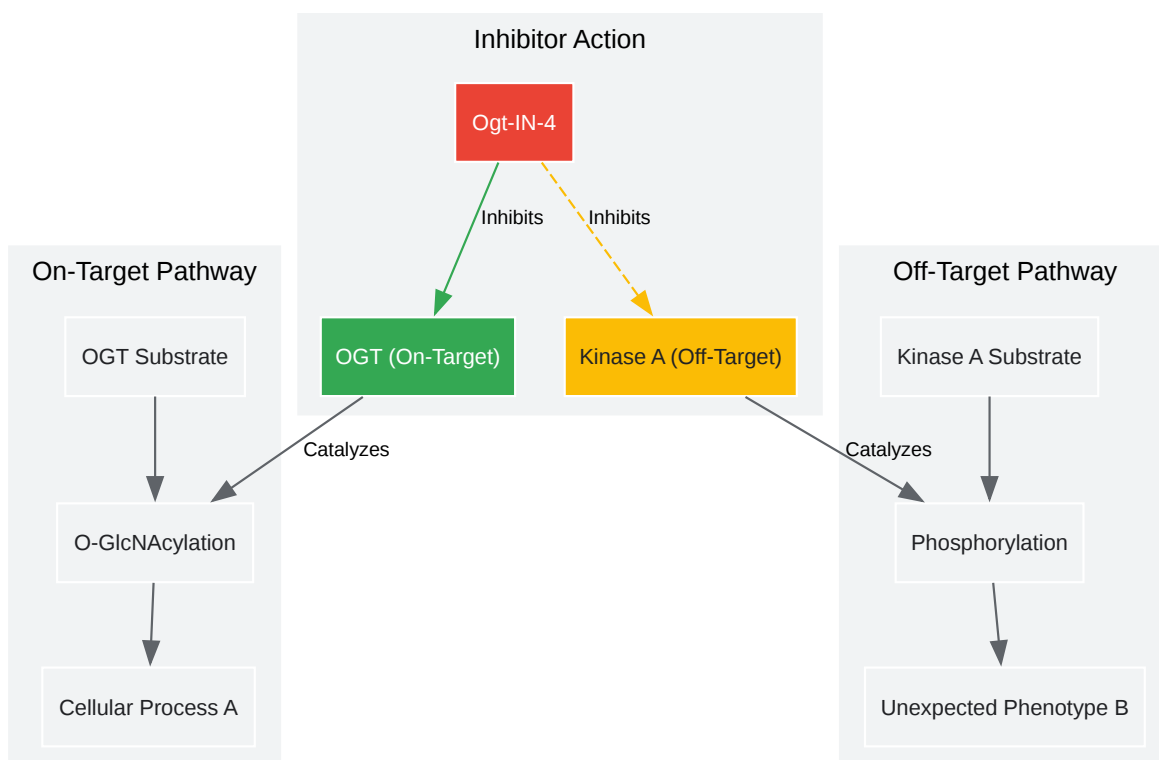 Inhibitor Action
Ogt-IN-4
Inhibits
Inhibits
On-Target Pathway
Off-Target Pathway
OGT Substrate
OGT (On-Target)
Kinase A (Off-Target)
Kinase A Substrate
Catalyzes
Catalyzes
O-GlcNAcylation
Phosphorylation
Cellular Process A
Unexpected Phenotype B